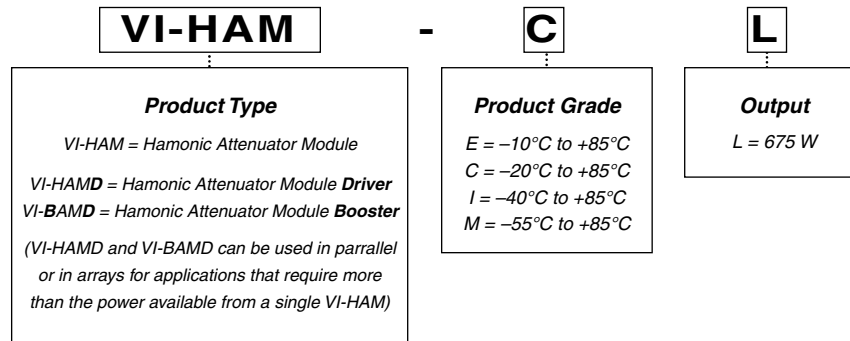 VI-HAM - C L
Product Type
VI-HAM = Hamonic Attenuator Module
VI-HAMD = Hamonic Attenuator Module Driver
VI-BAMD = Hamonic Attenuator Module Booster
(VI-HAMD and VI-BAMD can be used in parrallel
or in arrays for applications that require more
than the power available from a single VI-HAM)
Product Grade
E = –10°C to +85°C
C = –20°C to +85°C
I = –40°C to +85°C
M = –55°C to +85°C
Output
L = 675 W